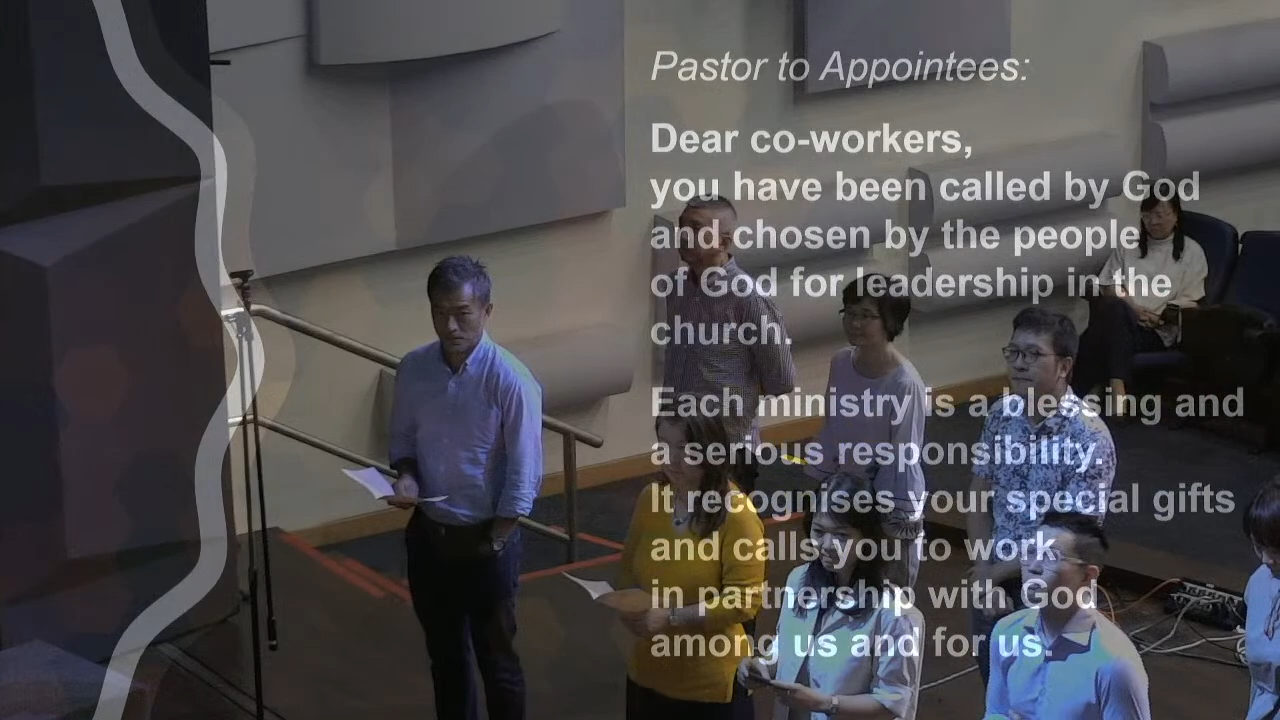 Pastor to Appointees:
Dear co-workers,
you have been called by God
and chosen by the people
of God for leadership in the
church.
Each ministry is a blessing and
a serious responsibility.
It recognises your special gifts
and calls you to work
in partnership with God
among us and for us.